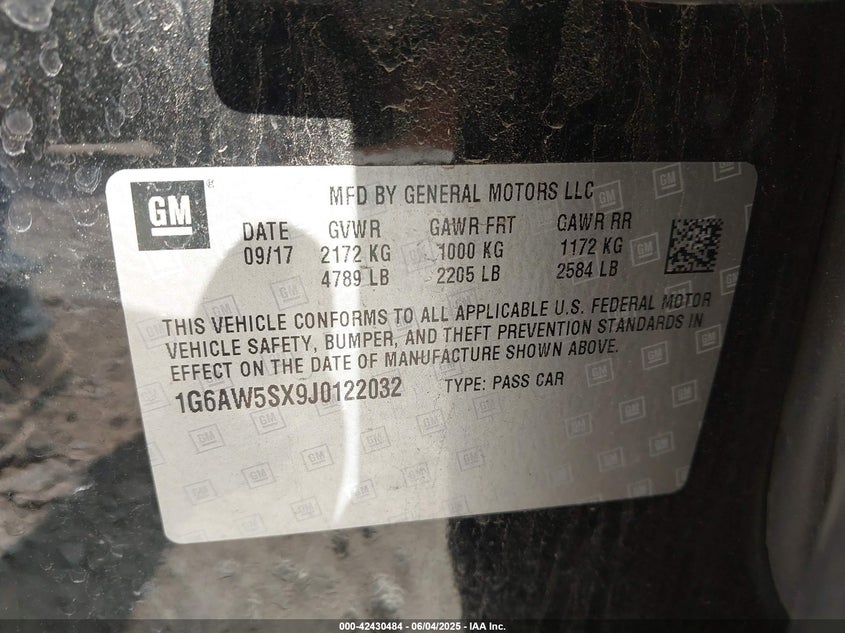 GM
MFD BY GENERAL MOTORS LLC
DATE GVWR GAWR FRT GAWR RR
09/17 2172 KG 1000 KG 1172 KG
4789 LB 2205 LB 2584 LB
THIS VEHICLE CONFORMS TO ALL APPLICABLE U.S. FEDERAL MOTOR
VEHICLE SAFETY, BUMPER, AND THEFT PREVENTION STANDARDS IN
EFFECT ON THE DATE OF MANUFACTURE SHOWN ABOVE.
1G6AW5SX9J0122032 TYPE: PASS CAR
000-42430484 - 06/04/2025 - IAA Inc.